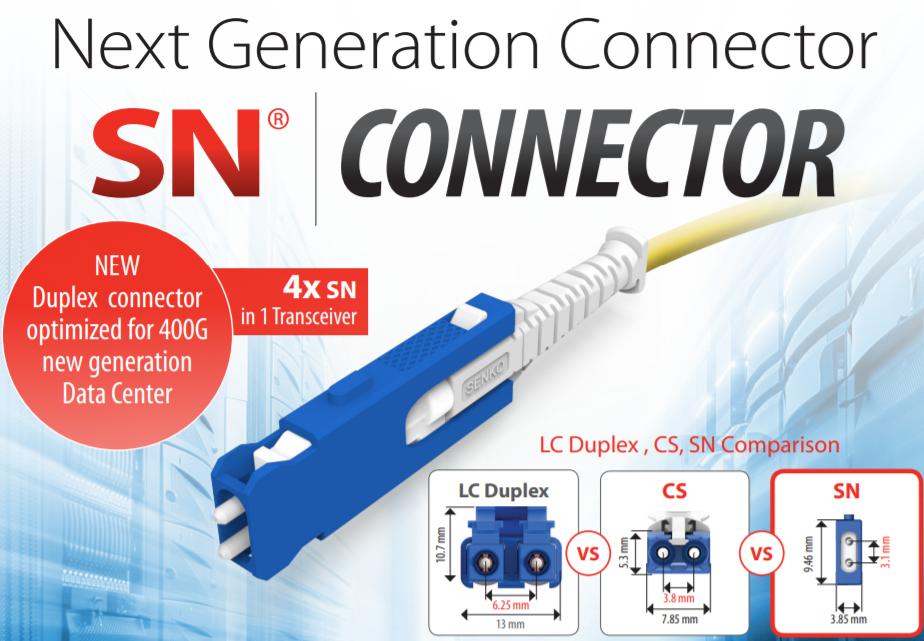 Next Generation Connector
SN® CONNECTOR
NEW
Duplex connector
optimized for 400G
new generation
Data Center
4x SN
in 1 Transceiver
SENKO
LC Duplex , CS, SN Comparison
LC Duplex
10.7 mm
6.25 mm
13 mm
VS
CS
5.3 mm
3.8 mm
7.85 mm
VS
SN
9.46 mm
3.1 mm
3.85 mm